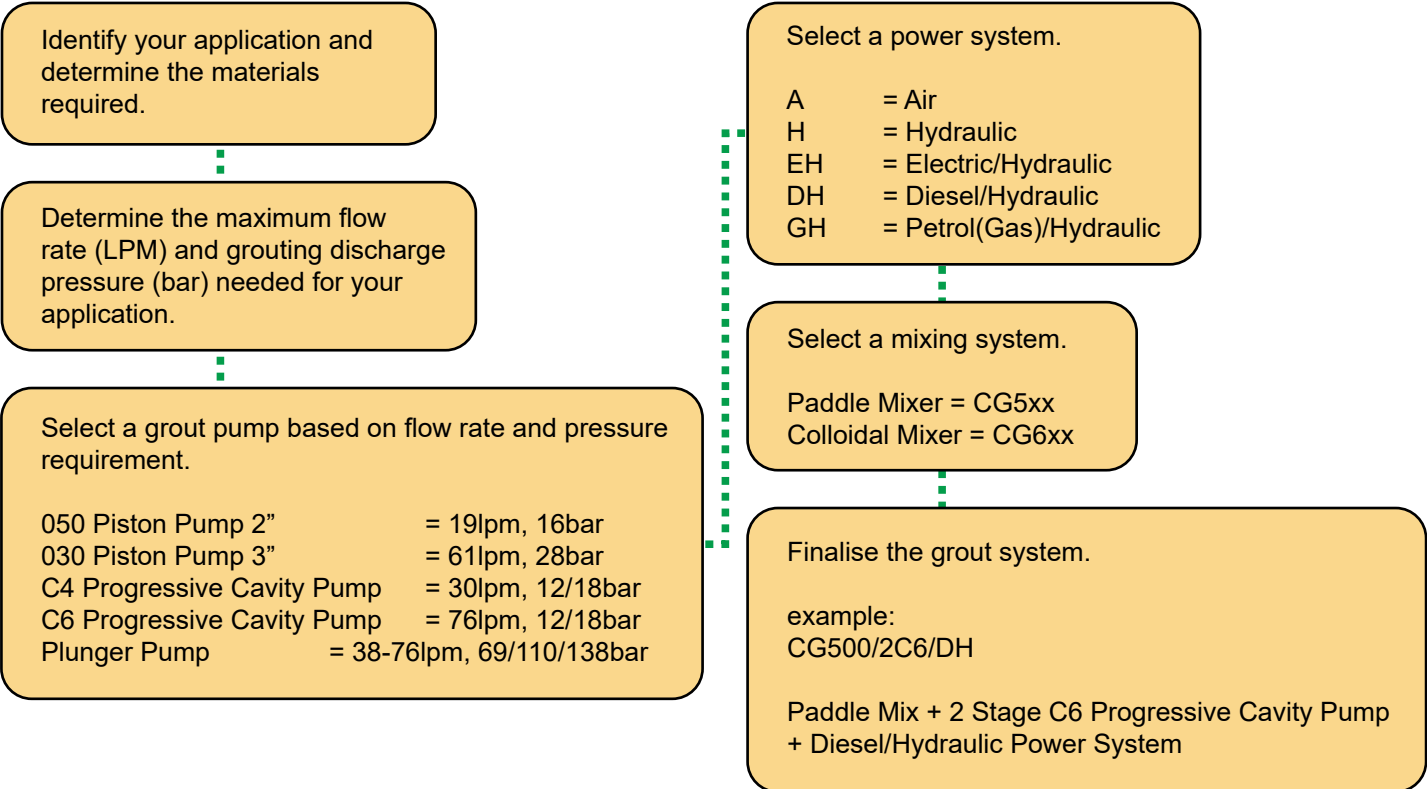 Identify your application and
determine the materials
required.
Determine the maximum flow
rate (LPM) and grouting discharge
pressure (bar) needed for your
application.
Select a grout pump based on flow rate and pressure
requirement.
050 Piston Pump 2” = 19lpm, 16bar
030 Piston Pump 3” = 61lpm, 28bar
C4 Progressive Cavity Pump = 30lpm, 12/18bar
C6 Progressive Cavity Pump = 76lpm, 12/18bar
Plunger Pump = 38-76lpm, 69/110/138bar
Select a power system.
A = Air
H = Hydraulic
EH = Electric/Hydraulic
DH = Diesel/Hydraulic
GH = Petrol(Gas)/Hydraulic
Select a mixing system.
Paddle Mixer = CG5xx
Colloidal Mixer = CG6xx
Finalise the grout system.
example:
CG500/2C6/DH
Paddle Mix + 2 Stage C6 Progressive Cavity Pump
+ Diesel/Hydraulic Power System